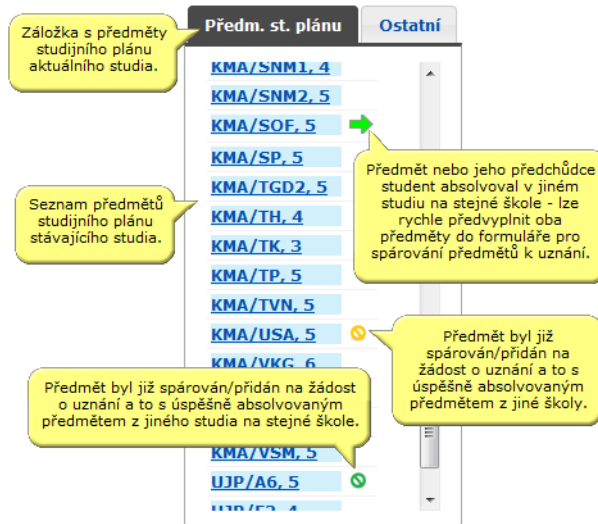 Záložka s předměty
studijního plánu
aktuálního studia.
Předm. st. plánu
Ostatní
KMA/SNM1, 4
KMA/SNM2, 5
KMA/SOF, 5
KMA/SP, 5
KMA/TGD2, 5
KMA/TH, 4
KMA/TK, 3
KMA/TP, 5
KMA/TVN, 5
KMA/USA, 5
KMA/VKG, 6
KMA/VSM, 5
UJP/A6, 5
Předmět nebo jeho předchůdce
student absolvoval v jiném
studiu na stejné škole - lze
rychle předvyplnit oba
předměty do formuláře pro
spárování předmětů k uznání.
Seznam předmětů
studijního plánu
stávajícího studia.
Předmět byl již
spárován/přidán na
žádost o uznání a to s
úspěšně absolvovaným
předmětem z jiné školy.
Předmět byl již spárován/přidán na žádost
o uznání a to s úspěšně absolvovaným
předmětem z jiného studia na stejné škole.